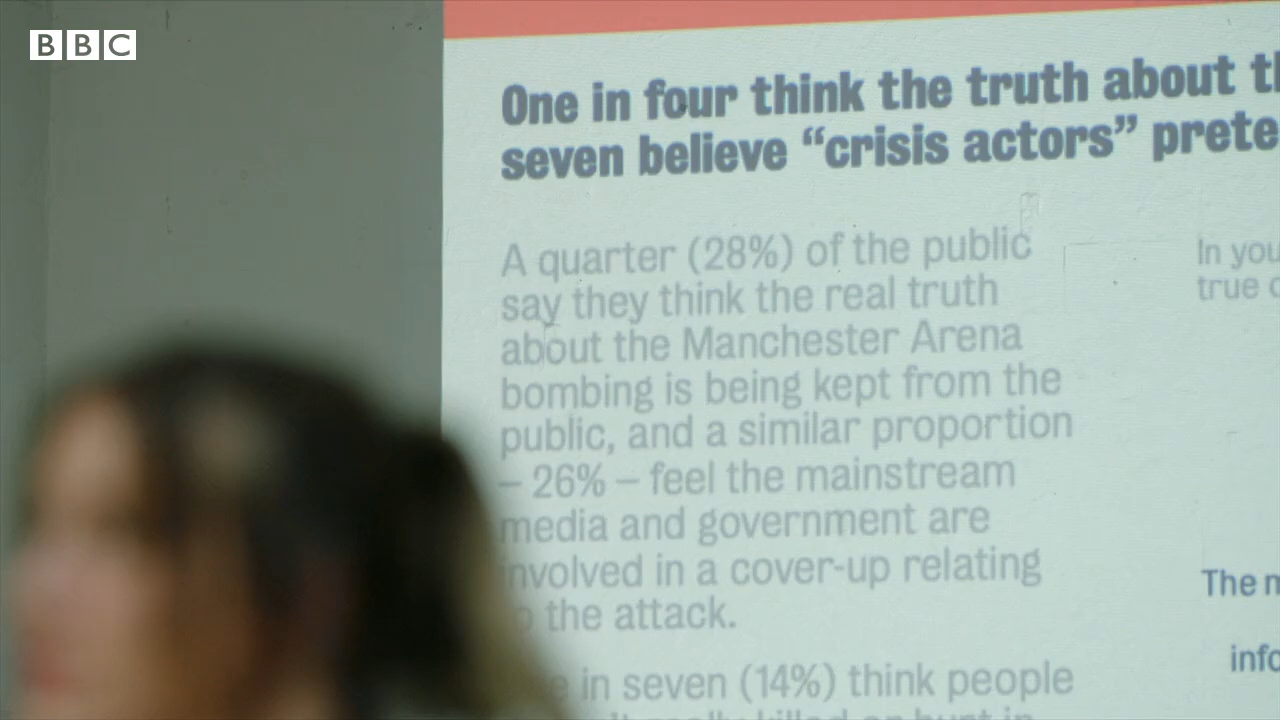 BBC
One in four think the truth about
seven believe “crisis actors”
A quarter (28%) of the public
say they think the real truth
about the Manchester Arena
bombing is being kept from the
public, and a similar proportion
– 26% – feel the mainstream
media and government are
involved in a cover-up relating
the attack.
in seven (14%) think people
In
true
The